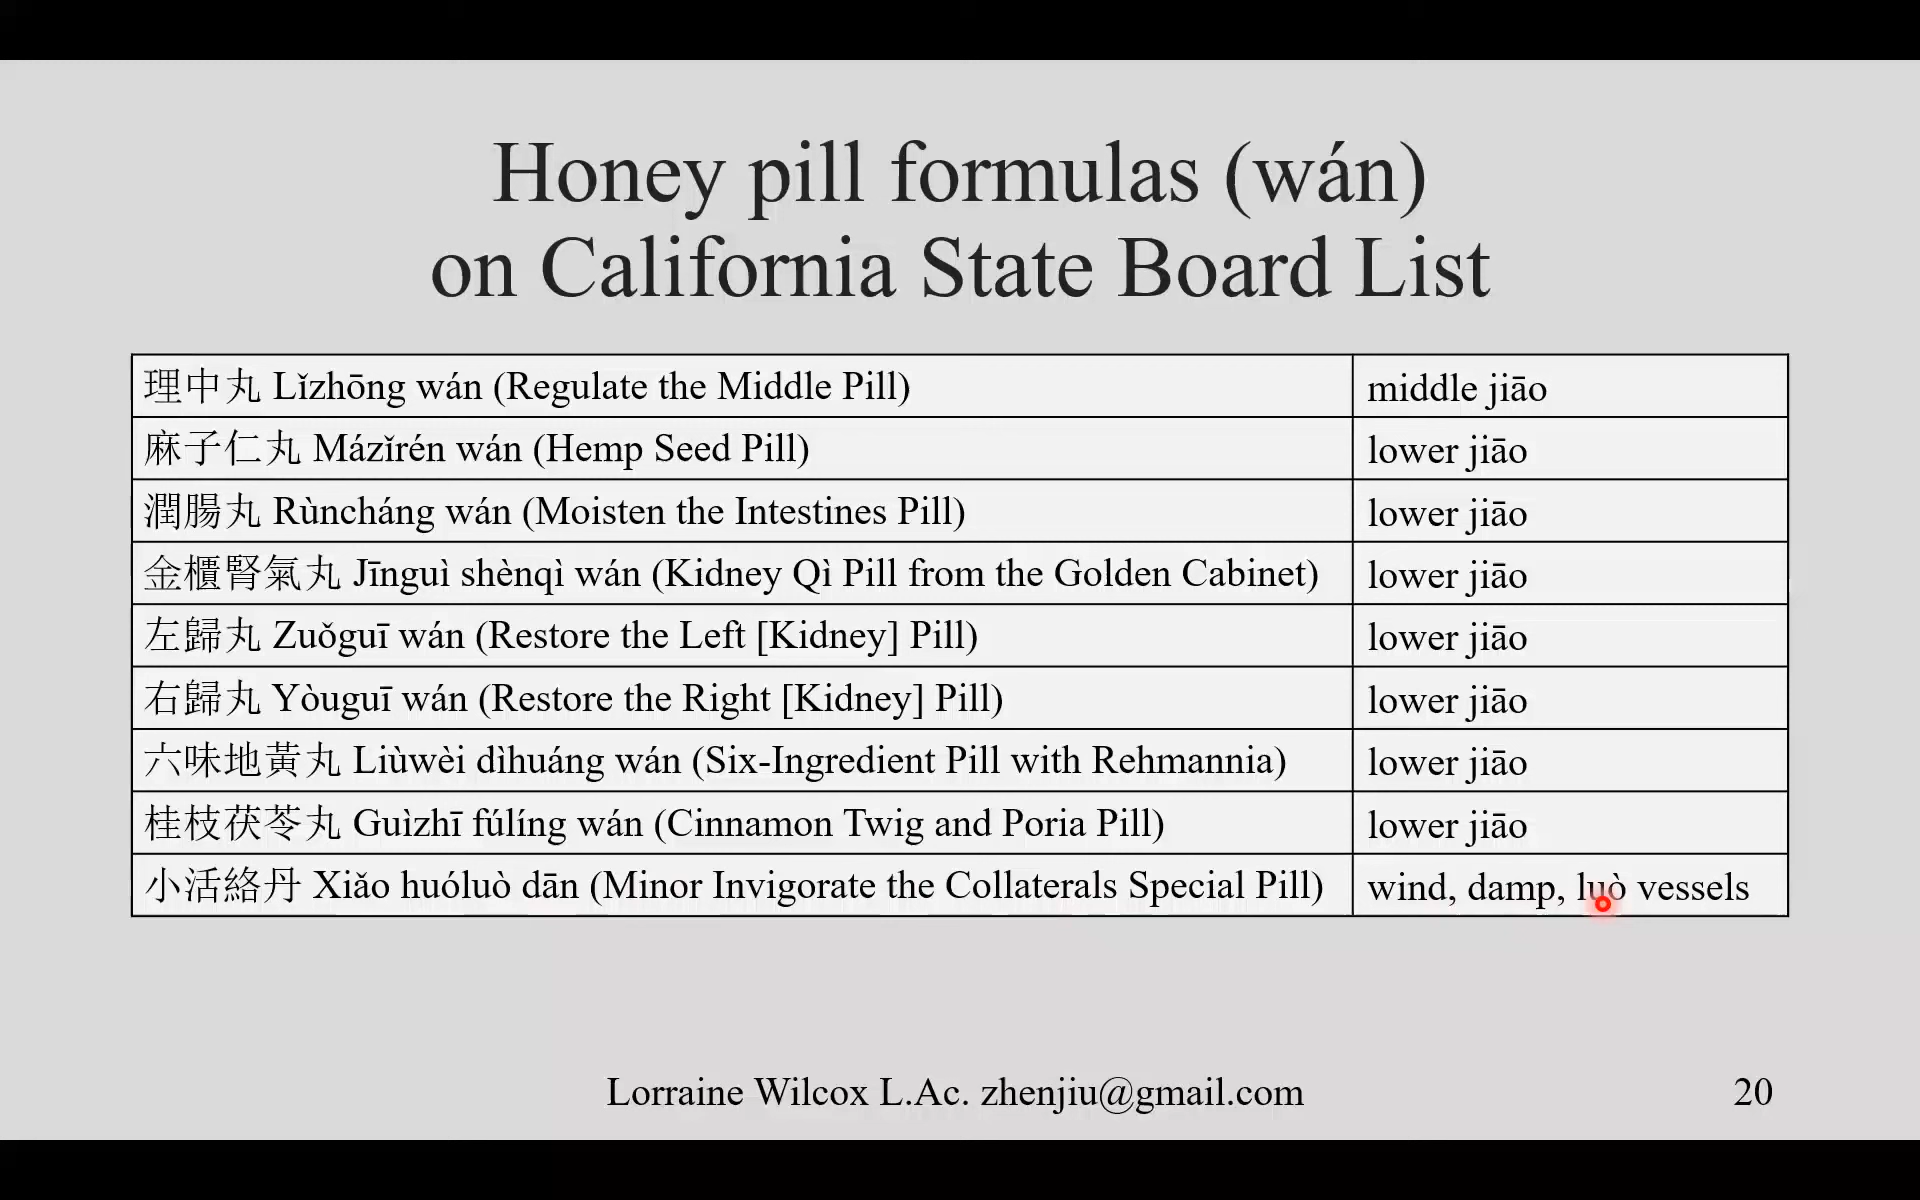 Honey pill formulas (wán)
on California State Board List
理中丸 Lǐzhōng wán (Regulate the Middle Pill) middle jiāo
麻子仁丸 Mázǐrén wán (Hemp Seed Pill) lower jiāo
潤腸丸 Rùncháng wán (Moisten the Intestines Pill) lower jiāo
金櫃腎氣丸 Jīnguì shènqì wán (Kidney Qì Pill from the Golden Cabinet) lower jiāo
左歸丸 Zuǒguī wán (Restore the Left [Kidney] Pill) lower jiāo
右歸丸 Yòuguī wán (Restore the Right [Kidney] Pill) lower jiāo
六味地黃丸 Liùwèi dìhuáng wán (Six-Ingredient Pill with Rehmannia) lower jiāo
桂枝茯苓丸 Guìzhī fúlíng wán (Cinnamon Twig and Poria Pill) lower jiāo
小活絡丹 Xiǎo huóluò dān (Minor Invigorate the Collaterals Special Pill) wind, damp, luò vessels
Lorraine Wilcox L.Ac. zhenjiu@gmail.com 20